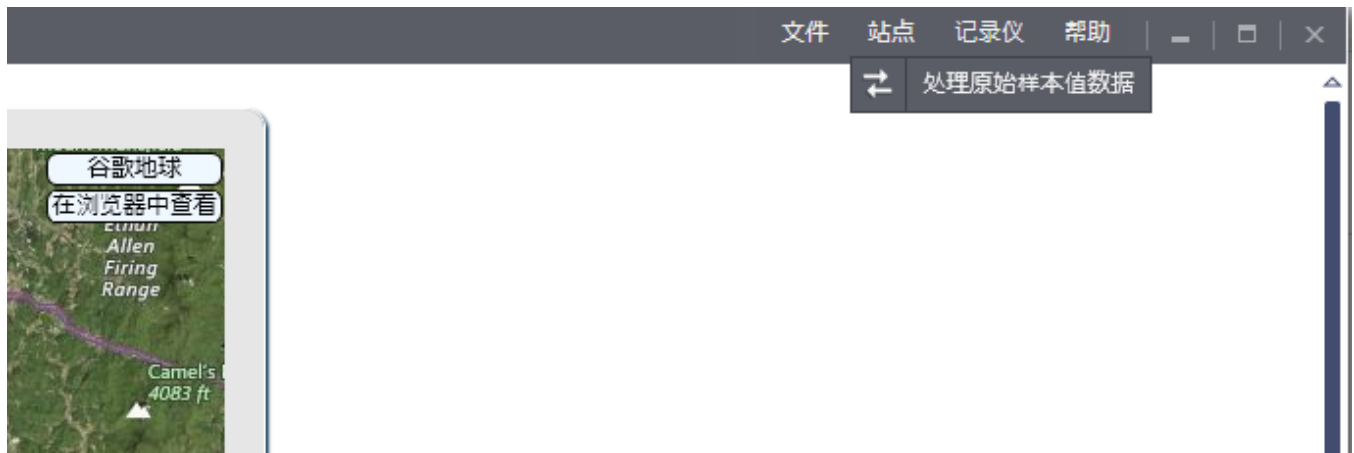 文件 站点 记录仪 帮助
处理原始样本值数据
谷歌地球
在浏览器中查看
Ethan
Allen
Firing
Range
Camel's
4083 ft